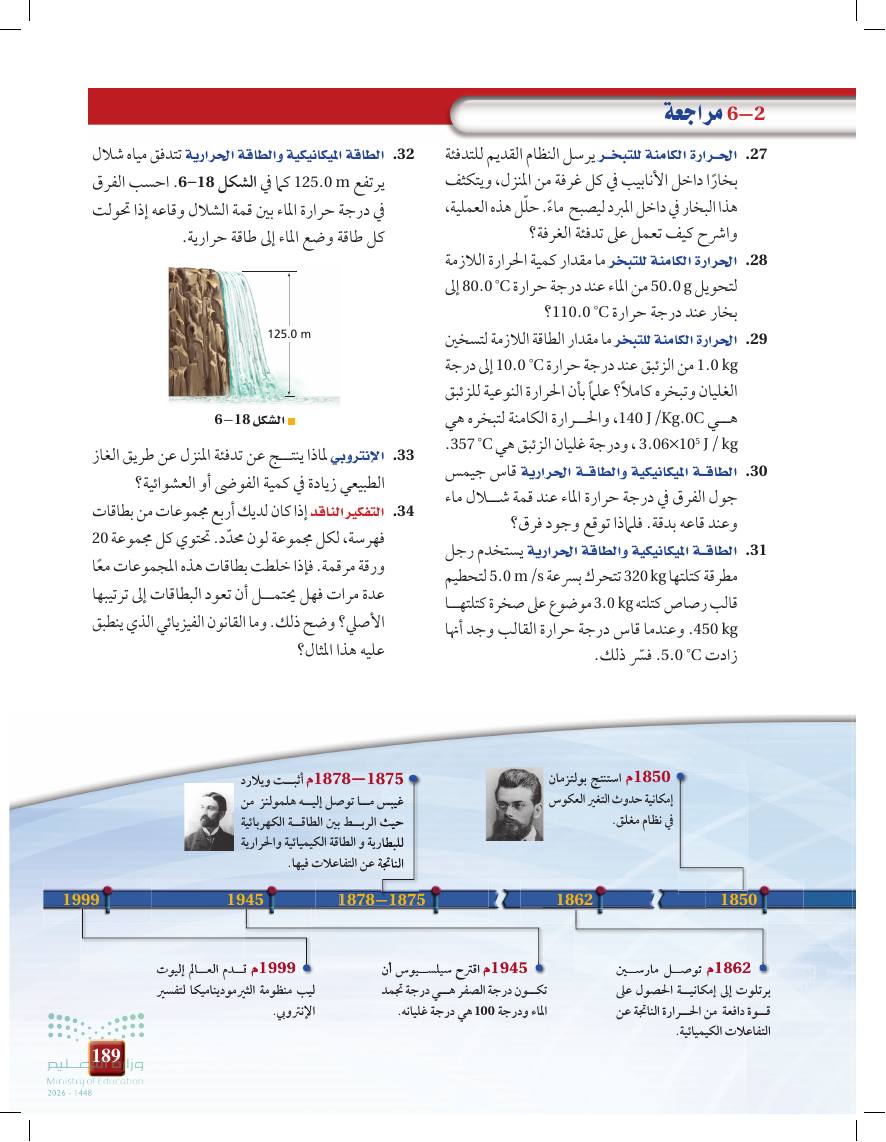 6–2 مراجعة
27. الحرارة الكامنة للتبخر يرسل النظام القديم للتدفئة
بخارًا داخل الأنابيب في كل غرفة من المنزل، ويتكثف
هذا البخار في داخل المبرد ليصبح ماءً. حلّل هذه العملية،
واشرح كيف تعمل على تدفئة الغرفة؟
28. الحرارة الكامنة للتبخر ما مقدار كمية الحرارة اللازمة
لتحويل 50.0 g من الماء عند درجة حرارة 80.0 °C إلى
بخار عند درجة حرارة 110.0 °C؟
29. الحرارة الكامنة للتبخر ما مقدار الطاقة اللازمة لتسخين
1.0 kg من الزئبق عند درجة حرارة 10.0 °C إلى درجة
الغليان وتبخره كاملاً؟ علماً بأن الحرارة النوعية للزئبق
هي 140 J /Kg.0C، والحرارة الكامنة لتبخره هي
3.06×10⁵ J / kg ، ودرجة غليان الزئبق هي 357 °C.
30. الطاقة الميكانيكية والطاقة الحرارية قاس جيمس
جول الفرق في درجة حرارة الماء عند قمة شلال ماء
وعند قاعه بدقة. فلماذا توقع وجود فرق؟
31. الطاقة الميكانيكية والطاقة الحرارية يستخدم رجل
مطرقة كتلتها 320 kg تتحرك بسرعة 5.0 m /s لتحطيم
قالب رصاص كتلته 3.0 kg موضوع على صخرة كتلتها
450 kg. وعندما قاس درجة حرارة القالب وجد أنها
زادت 5.0 °C. فسّر ذلك.
32. الطاقة الميكانيكية والطاقة الحرارية تتدفق مياه شلال
يرتفع 125.0 m كما في الشكل 18–6. احسب الفرق
في درجة حرارة الماء بين قمة الشلال وقاعه إذا تحولت
كل طاقة وضع الماء إلى طاقة حرارية.
125.0 m
الشكل 18–6
33. الإنتروبي لماذا ينتج عن تدفئة المنزل عن طريق الغاز
الطبيعي زيادة في كمية الفوضى أو العشوائية؟
34. التفكير الناقد إذا كان لديك أربع مجموعات من بطاقات
فهرسة، لكل مجموعة لون محدّد. تحتوي كل مجموعة 20
ورقة مرقمة. فإذا خلطت بطاقات هذه المجموعات معًا
عدة مرات فهل يحتمل أن تعود البطاقات إلى ترتيبها
الأصلي؟ وضح ذلك. وما القانون الفيزيائي الذي ينطبق
عليه هذا المثال؟
1850م استنتج بولتزمان
إمكانية حدوث التغير العكوس
في نظام مغلق.
1878–1875م أثبت ويلارد
غيبس ما توصل إليه هلمولتز من
حيث الربط بين الطاقة الكهربائية
للبطارية و الطاقة الكيميائية والحرارية
الناتجة عن التفاعلات فيها.
1850
1862
1878–1875
1945
1999
1862م توصل مارسين
برتلوت إلى إمكانية الحصول على
قوة دافعة من الحرارة الناتجة عن
التفاعلات الكيميائية.
1945م اقترح سيلسيوس أن
تكون درجة الصفر هي درجة تجمد
الماء ودرجة 100 هي درجة غليانه.
1999م قدم العالم إليوت
ليب منظومة الثيرموديناميكا لتفسير
الإنتروبي.
وزارة التعليم
189
Ministry of Education
2026 - 1448